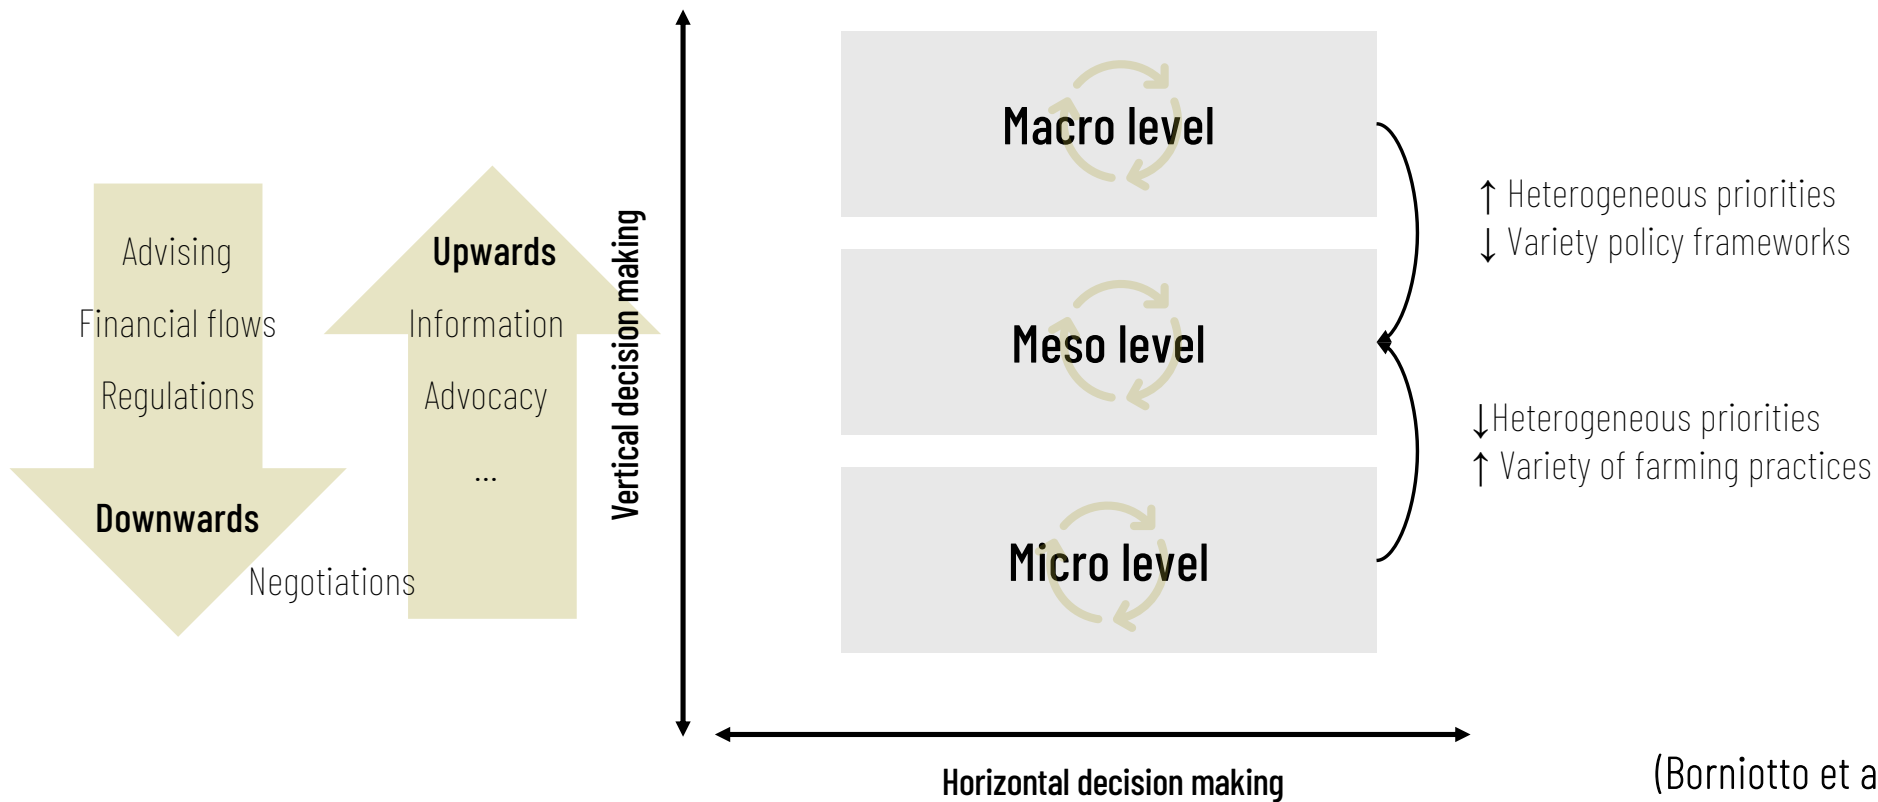 Advising
Financial flows
Regulations
Downwards
Negotiations
Upwards
Information
Advocacy
...
Vertical decision making
Macro level
Meso level
Micro level
↑ Heterogeneous priorities
↓ Variety policy frameworks
↓Heterogeneous priorities
↑ Variety of farming practices
Horizontal decision making
(Borniotto et a